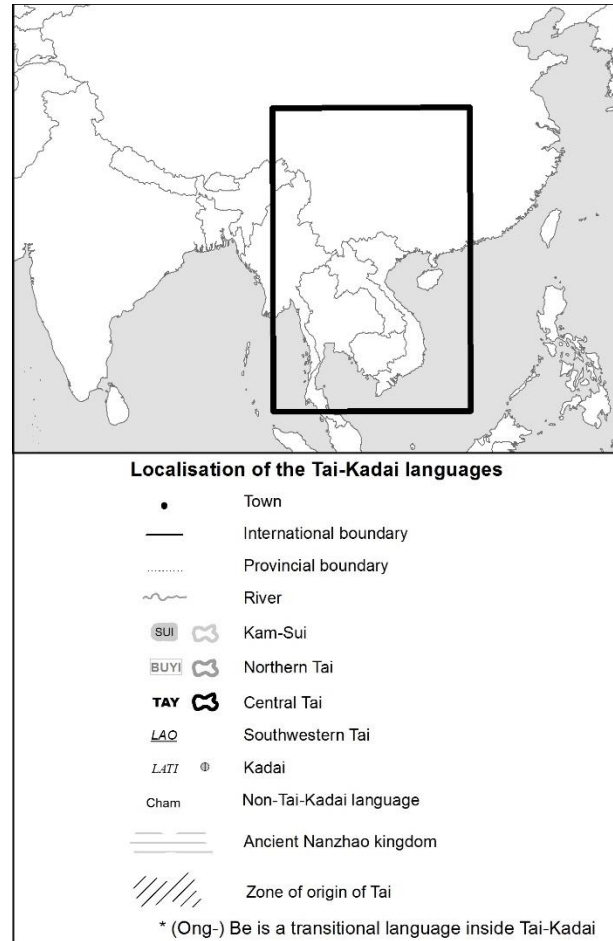 Localisation of the Tai-Kadai languages
Town
International boundary
Provincial boundary
River
SUI Kam-Sui
BUYI Northern Tai
TAY Central Tai
LAO Southwestern Tai
LATI Kadai
Cham Non-Tai-Kadai language
Ancient Nanzhao kingdom
Zone of origin of Tai
* (Ong-) Be is a transitional language inside Tai-Kadai